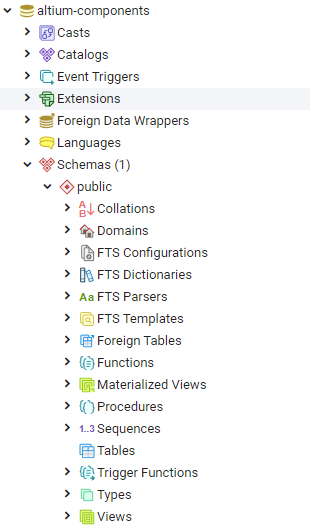 altium-components
Casts
Catalogs
Event Triggers
Extensions
Foreign Data Wrappers
Languages
Schemas (1)
public
Collations
Domains
FTS Configurations
FTS Dictionaries
Aa FTS Parsers
FTS Templates
Foreign Tables
Functions
Materialized Views
Procedures
1..3 Sequences
Tables
Trigger Functions
Types
Views